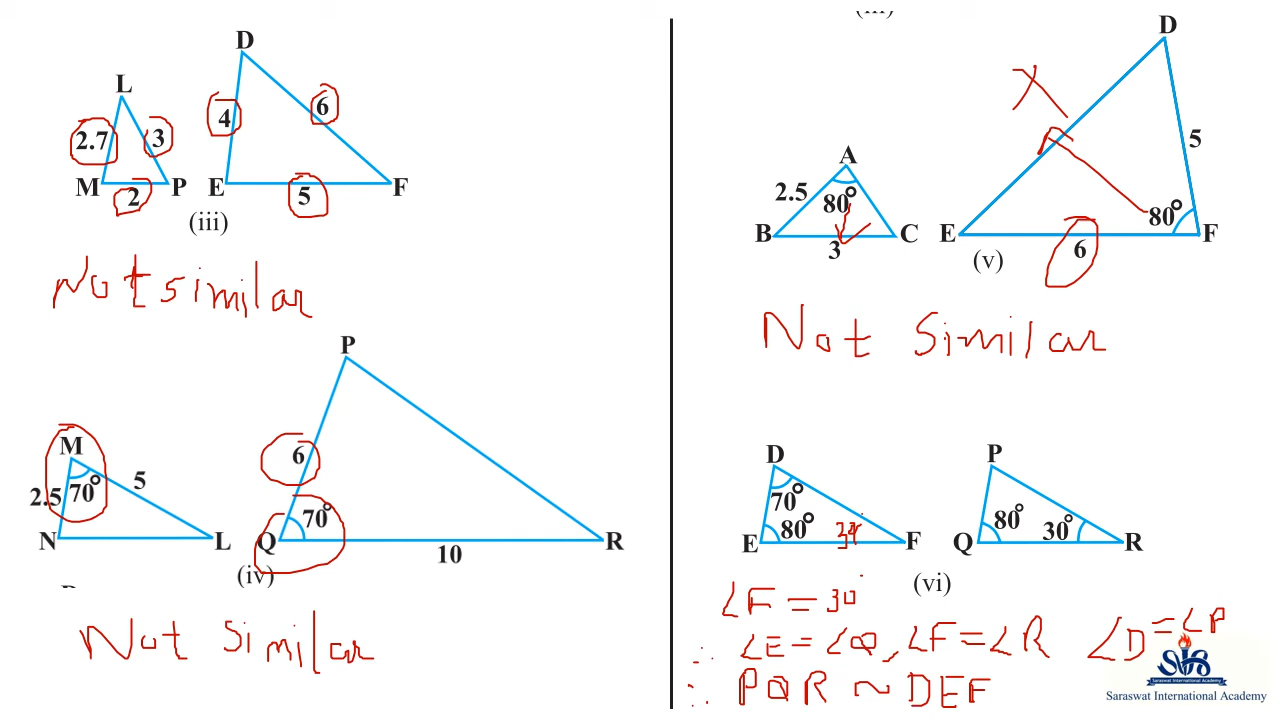 L
2.7
3
M
2
P
D
4
6
E
5
F
(iii)
Not similar
M
70°
5
2.5
N
L
P
6
70°
Q
10
R
(iv)
Not Similar
D
5
A
2.5
80°
B
3
C
80°
E
6
F
(v)
Not Similar
D
70°
80°
30°
E
F
P
80°
30°
Q
R
(vi)
∠F = 30°
∴ ∠E = ∠Q, ∠F = ∠R ∠D = ∠P
∴ PQR ~ DEF
Saraswat International Academy